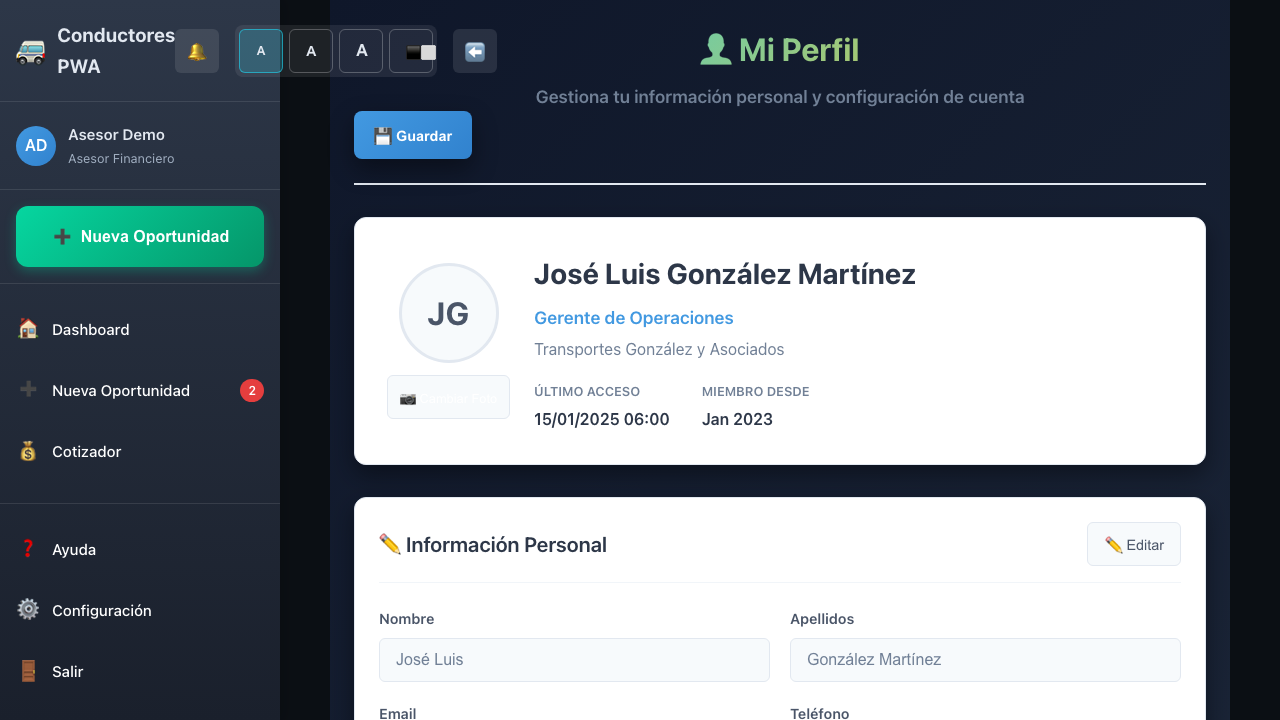 Conductores
PWA
A
A
A
Mi Perfil
Gestiona tu información personal y configuración de cuenta
Guardar
AD
Asesor Demo
Asesor Financiero
Nueva Oportunidad
Dashboard
Nueva Oportunidad
2
Cotizador
Ayuda
Configuración
Salir
JG
Cambiar Foto
José Luis González Martínez
Gerente de Operaciones
Transportes González y Asociados
ÚLTIMO ACCESO
15/01/2025 06:00
MIEMBRO DESDE
Jan 2023
Información Personal
Editar
Nombre
José Luis
Apellidos
González Martínez
Email
Teléfono